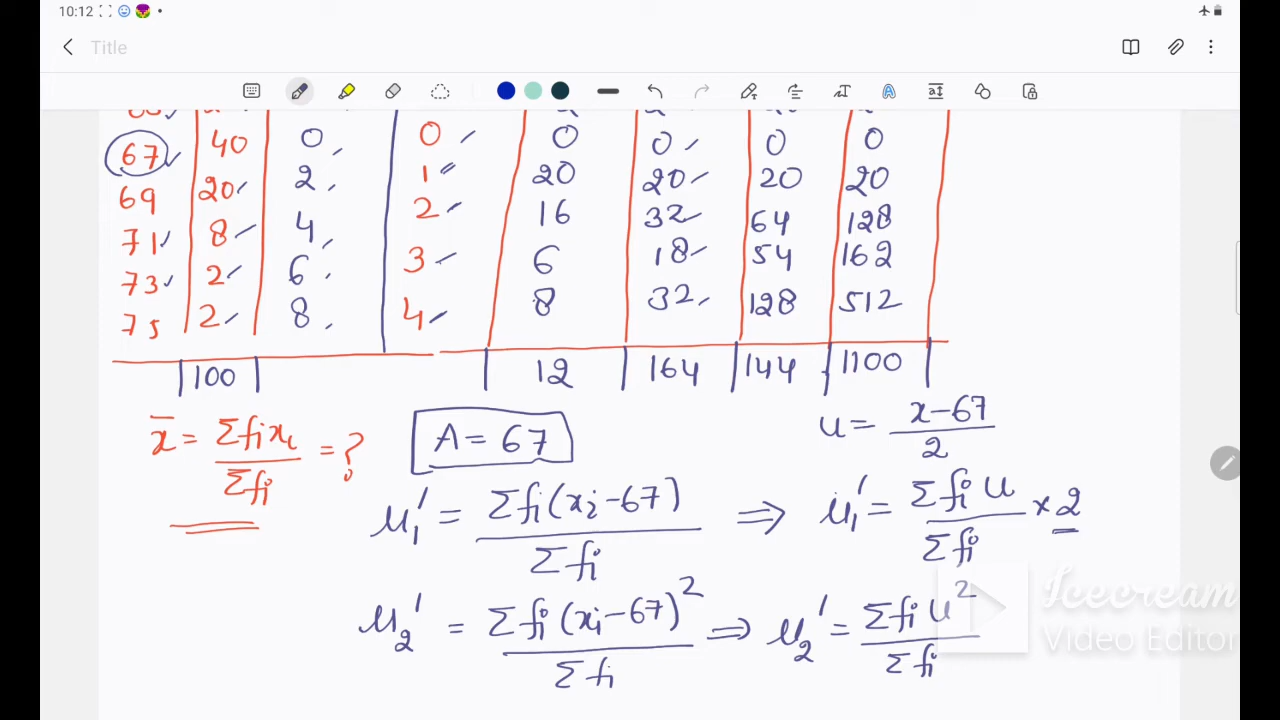 10:12
Title
67 40 0 0 0 0 0 0
69 20 2 1 20 20 20 20
71 8 4 2 16 32 64 128
73 2 6 3 6 18 54 162
75 2 8 4 8 32 128 512
100 12 164 144 1100
x̄ = Σfixi / Σfi = ?
A = 67
u = x-67 / 2
μ₁' = Σfi(xi-67) / Σfi ⇒ μ₁' = Σfi u / Σfi × 2
μ₂' = Σfi(xi-67)² / Σfi ⇒ μ₂' = Σfi u² / Σfi
Icecream
Video Editor